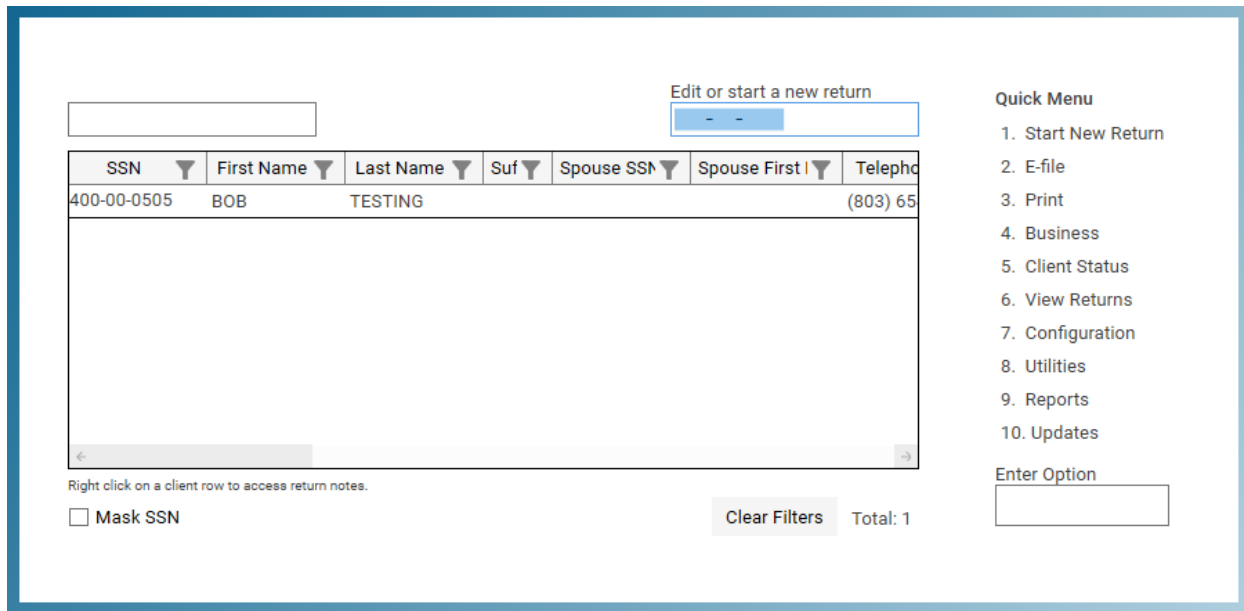 Edit or start a new return
- -
SSN First Name Last Name Suf Spouse SSN Spouse First Telepho
400-00-0505 BOB TESTING (803) 65
Right click on a client row to access return notes.
Mask SSN
Clear Filters Total: 1
Quick Menu
1. Start New Return
2. E-file
3. Print
4. Business
5. Client Status
6. View Returns
7. Configuration
8. Utilities
9. Reports
10. Updates
Enter Option